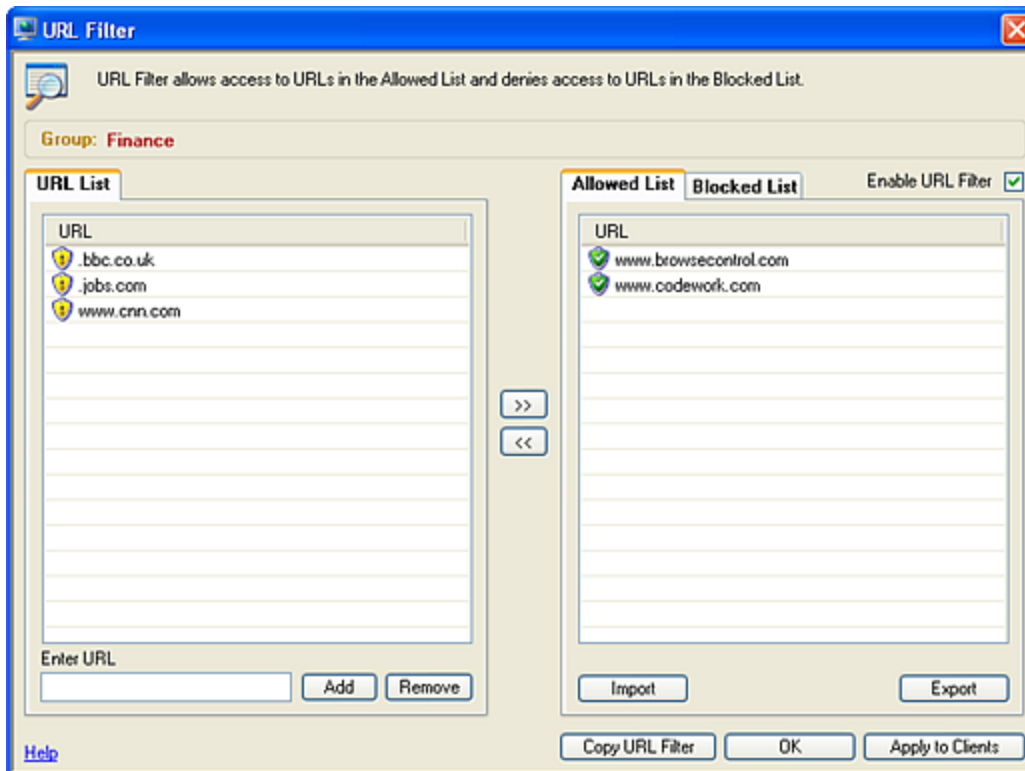 URL Filter
URL Filter allows access to URLs in the Allowed List and denies access to URLs in the Blocked List.
Group: Finance
URL List
Allowed List Blocked List Enable URL Filter
URL
.bbc.co.uk
.jobs.com
www.cnn.com
URL
www.browsecontrol.com
www.codework.com
>>
<<
Enter URL
Add Remove
Import Export
Help
Copy URL Filter OK Apply to Clients